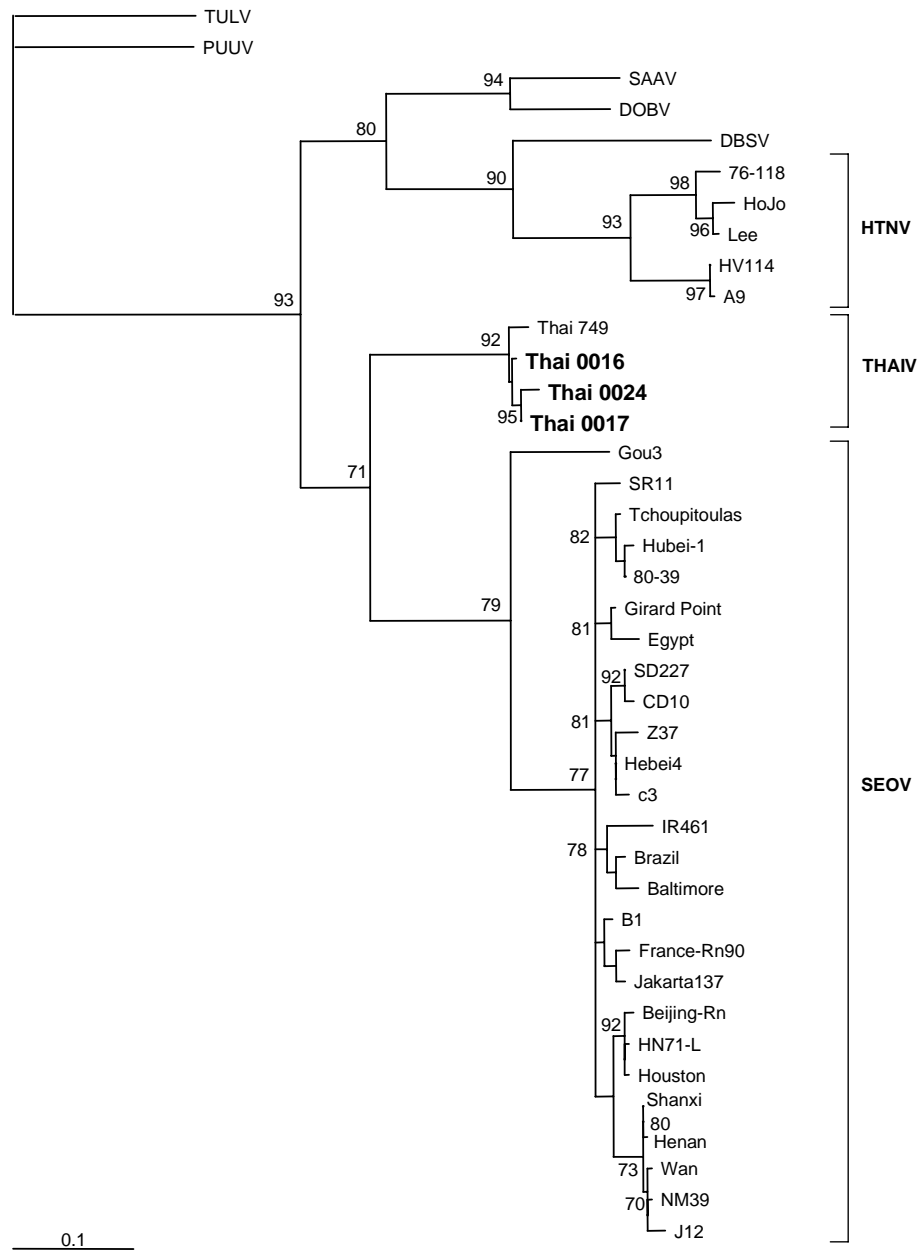 TULV
PUUV
SAAV
94
DOBV
80
DBSV
90
76-118
98
HoJo
96
Lee
93
HTNV
HV114
97
A9
93
Thai 749
92
Thai 0016
THAIV
Thai 0024
95
Thai 0017
71
Gou3
SR11
Tchoupitoulas
82
Hubei-1
80-39
79
Girard Point
81
Egypt
92
SD227
CD10
81
Z37
Hebei4
77
c3
SEOV
IR461
78
Brazil
Baltimore
B1
France-Rn90
Jakarta137
Beijing-Rn
92
HN71-L
Houston
Shanxi
80
Henan
73
Wan
70
NM39
J12
0.1